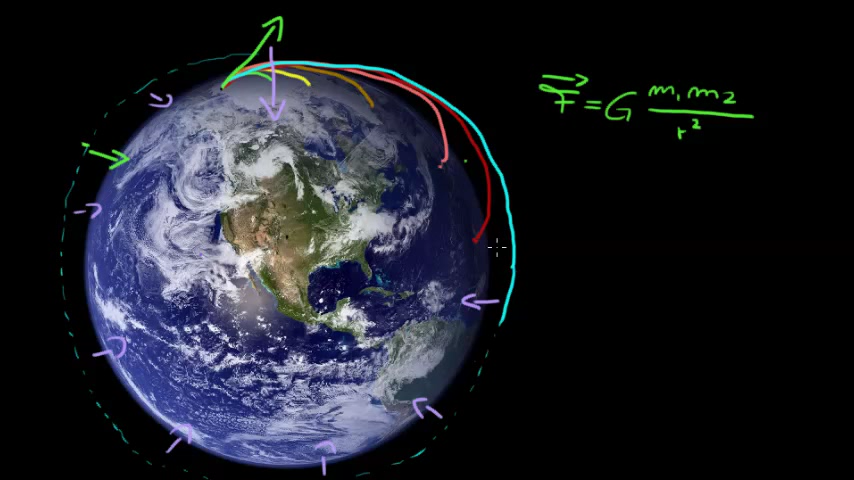 F = G m₁m₂ / r²